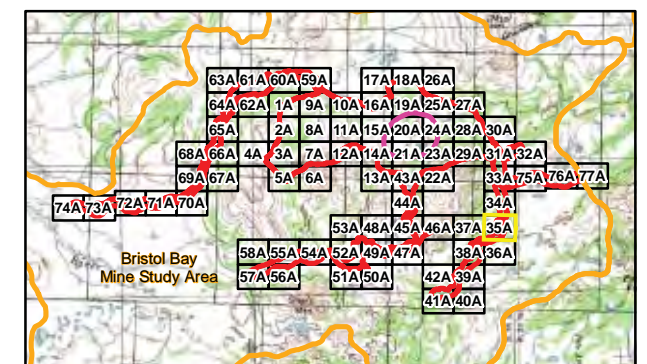 63A 61A 60A 59A 17A 18A 26A
64A 62A 1A 9A 10A 16A 19A 25A 27A
65A 2A 8A 11A 15A 20A 24A 28A 30A
68A 66A 4A 3A 7A 12A 14A 21A 23A 29A 31A 32A
69A 67A 5A 6A 13A 43A 22A 33A 75A 76A 77A
74A 73A 72A 71A 70A 44A 34A
53A 48A 45A 46A 37A 35A
58A 55A 54A 52A 49A 47A 38A 36A
57A 56A 51A 50A 42A 39A
41A 40A
Bristol Bay
Mine Study Area